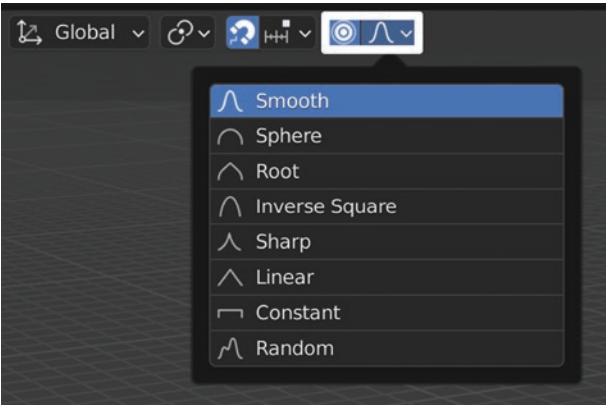 Global
Smooth
Sphere
Root
Inverse Square
Sharp
Linear
Constant
Random